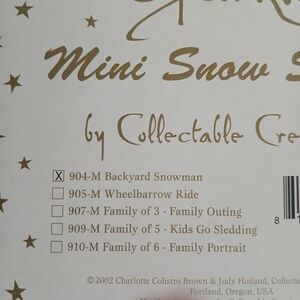 Mini Snow S
by Collectable Cre
☒ 904-M Backyard Snowman
☐ 905-M Wheelbarrow Ride
☐ 907-M Family of 3 - Family Outing
☐ 909-M Family of 5 - Kids Go Sledding
☐ 910-M Family of 6 - Family Portrait
8
©2002 Charlotte Colistro Brown & Judy Hoiland, Collecta
Portland, Oregon, USA